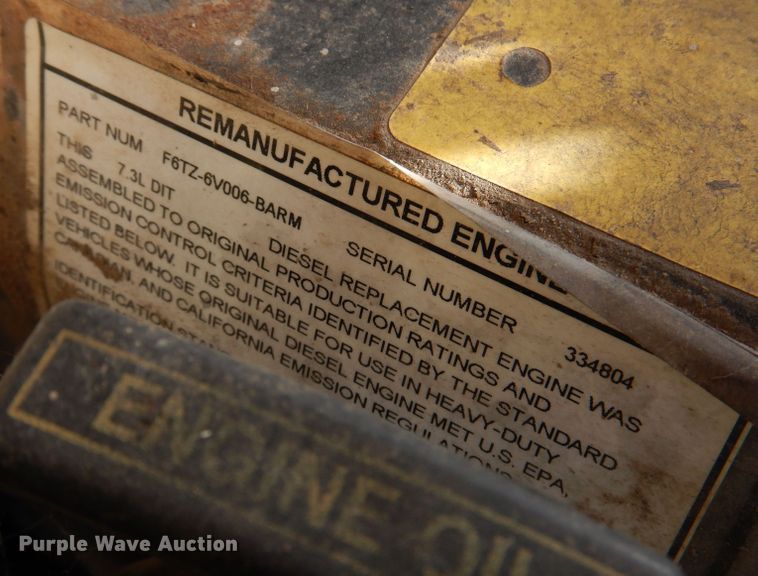 REMANUFACTURED ENGINE
PART NUM F6TZ-6V006-BARM SERIAL NUMBER 334804
THIS 7.3L DIT DIESEL REPLACEMENT ENGINE WAS
ASSEMBLED TO ORIGINAL PRODUCTION RATINGS AND
EMISSION CONTROL CRITERIA IDENTIFIED BY THE STANDARD
LISTED BELOW. IT IS SUITABLE FOR USE IN HEAVY-DUTY
VEHICLES WHOSE ORIGINAL DIESEL ENGINE MET U.S. EPA,
CANADIAN, AND CALIFORNIA EMISSION REGULATIONS
IDENTIFICATION
ENGINE OIL
Purple Wave Auction